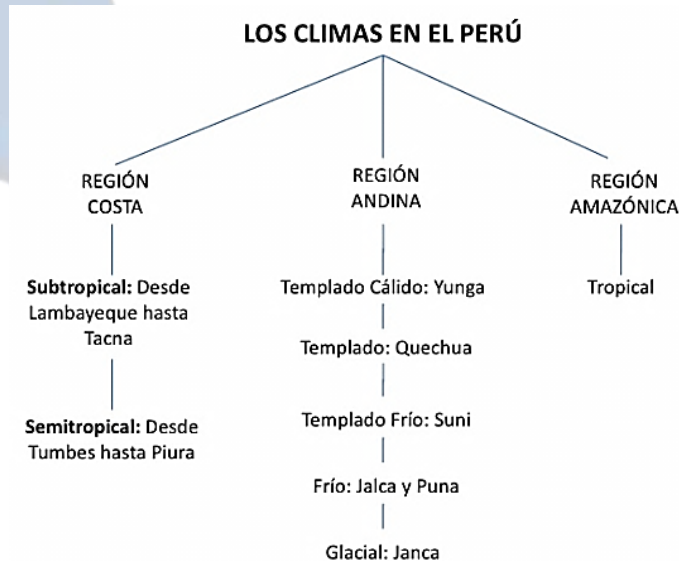 LOS CLIMAS EN EL PERÚ
REGIÓN
COSTA
Subtropical: Desde
Lambayeque hasta
Tacna
Semitropical: Desde
Tumbes hasta Piura
REGIÓN
ANDINA
Templado Cálido: Yunga
Templado: Quechua
Templado Frío: Suni
Frío: Jalca y Puna
Glacial: Janca
REGIÓN
AMAZÓNICA
Tropical